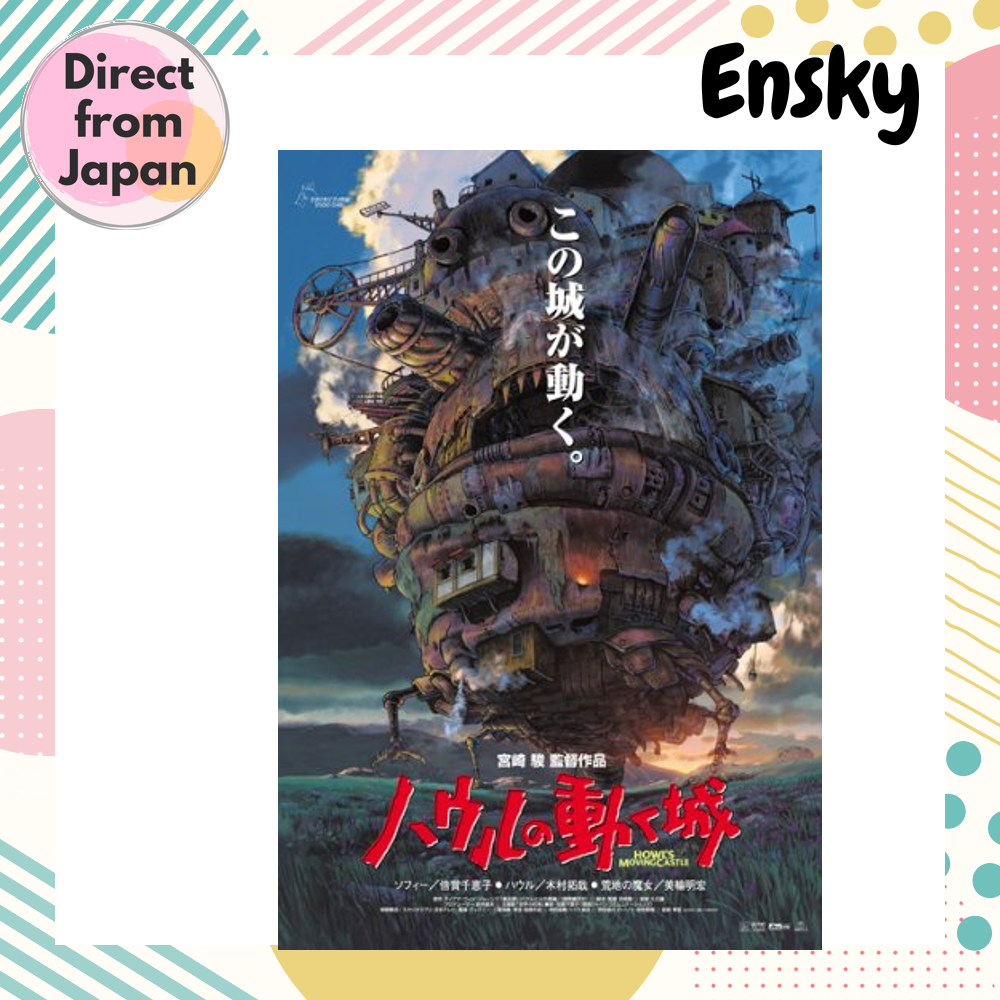 Direct
from
Japan
Ensky
この城が動く。
宮崎 駿 監督作品
ハウルの動く城
HOWL'S
MOVING CASTLE
ソフィー／倍賞千恵子●ハウル／木村拓哉●荒地の魔女／美輪明宏